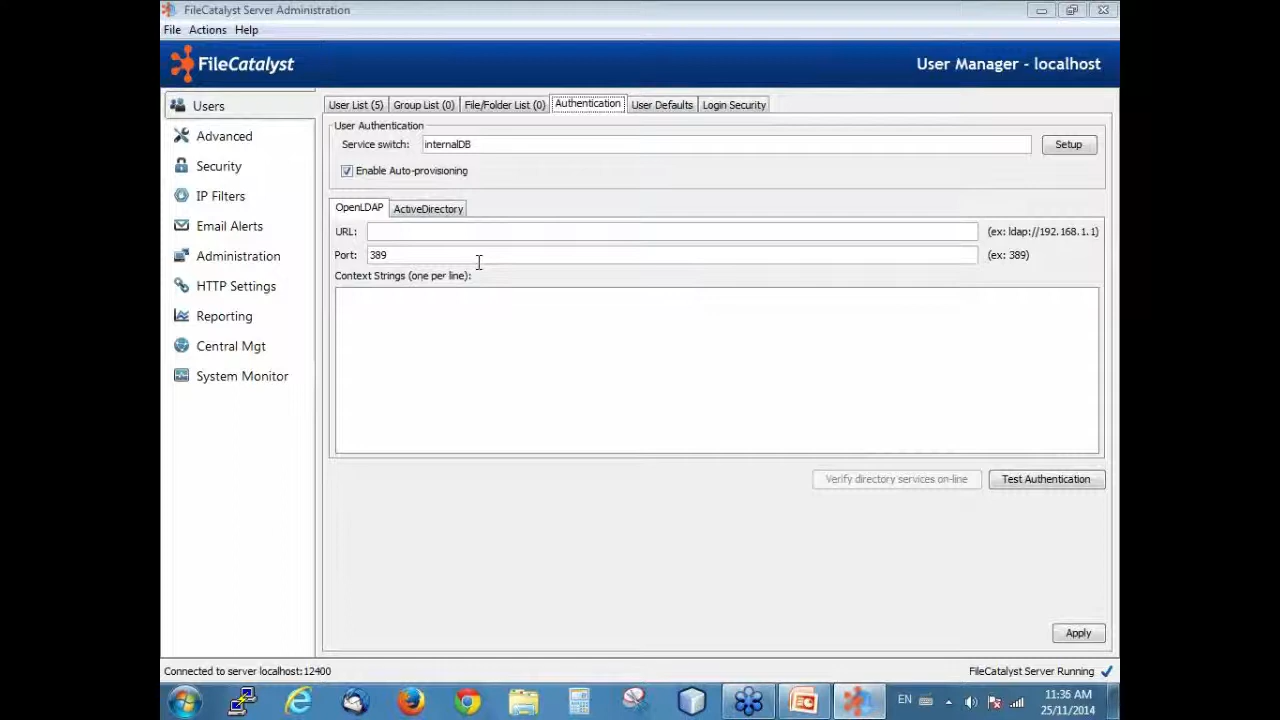 FileCatalyst Server Administration
File Actions Help
FileCatalyst User Manager - localhost
Users
Advanced
Security
IP Filters
Email Alerts
Administration
HTTP Settings
Reporting
Central Mgt
System Monitor
User List (5) Group List (0) File/Folder List (0) Authentication User Defaults Login Security
User Authentication
Service switch: internalDB Setup
Enable Auto-provisioning
OpenLDAP ActiveDirectory
URL: (ex: ldap://192.168.1.1)
Port: 389 (ex: 389)
Context Strings (one per line):
Verify directory services on-line Test Authentication
Apply
Connected to server localhost:12400 FileCatalyst Server Running
EN 11:36 AM
25/11/2014